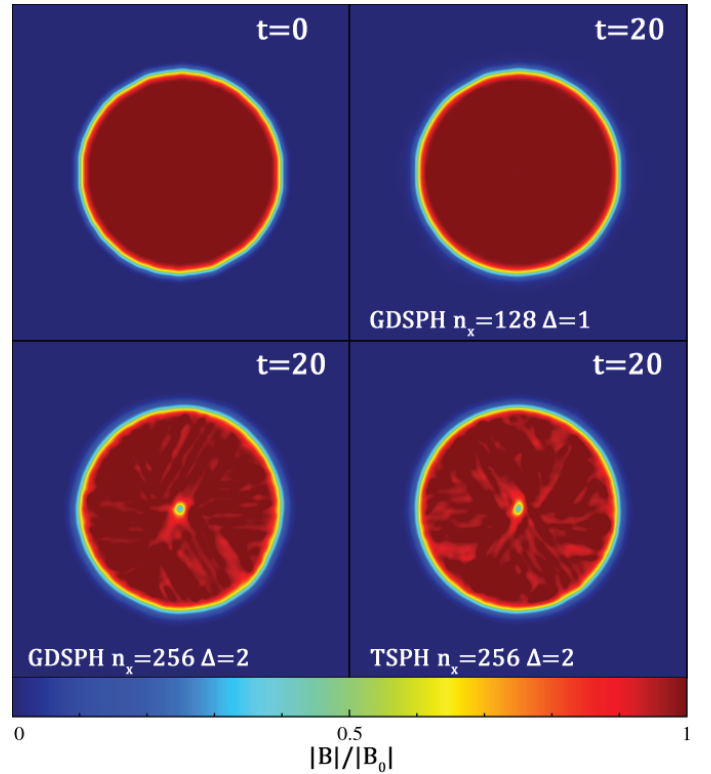 t=0
t=20
GDSPH nₓ=128 Δ=1
t=20
t=20
GDSPH nₓ=256 Δ=2
TSPH nₓ=256 Δ=2
0
0.5
1
|B|/|B₀|